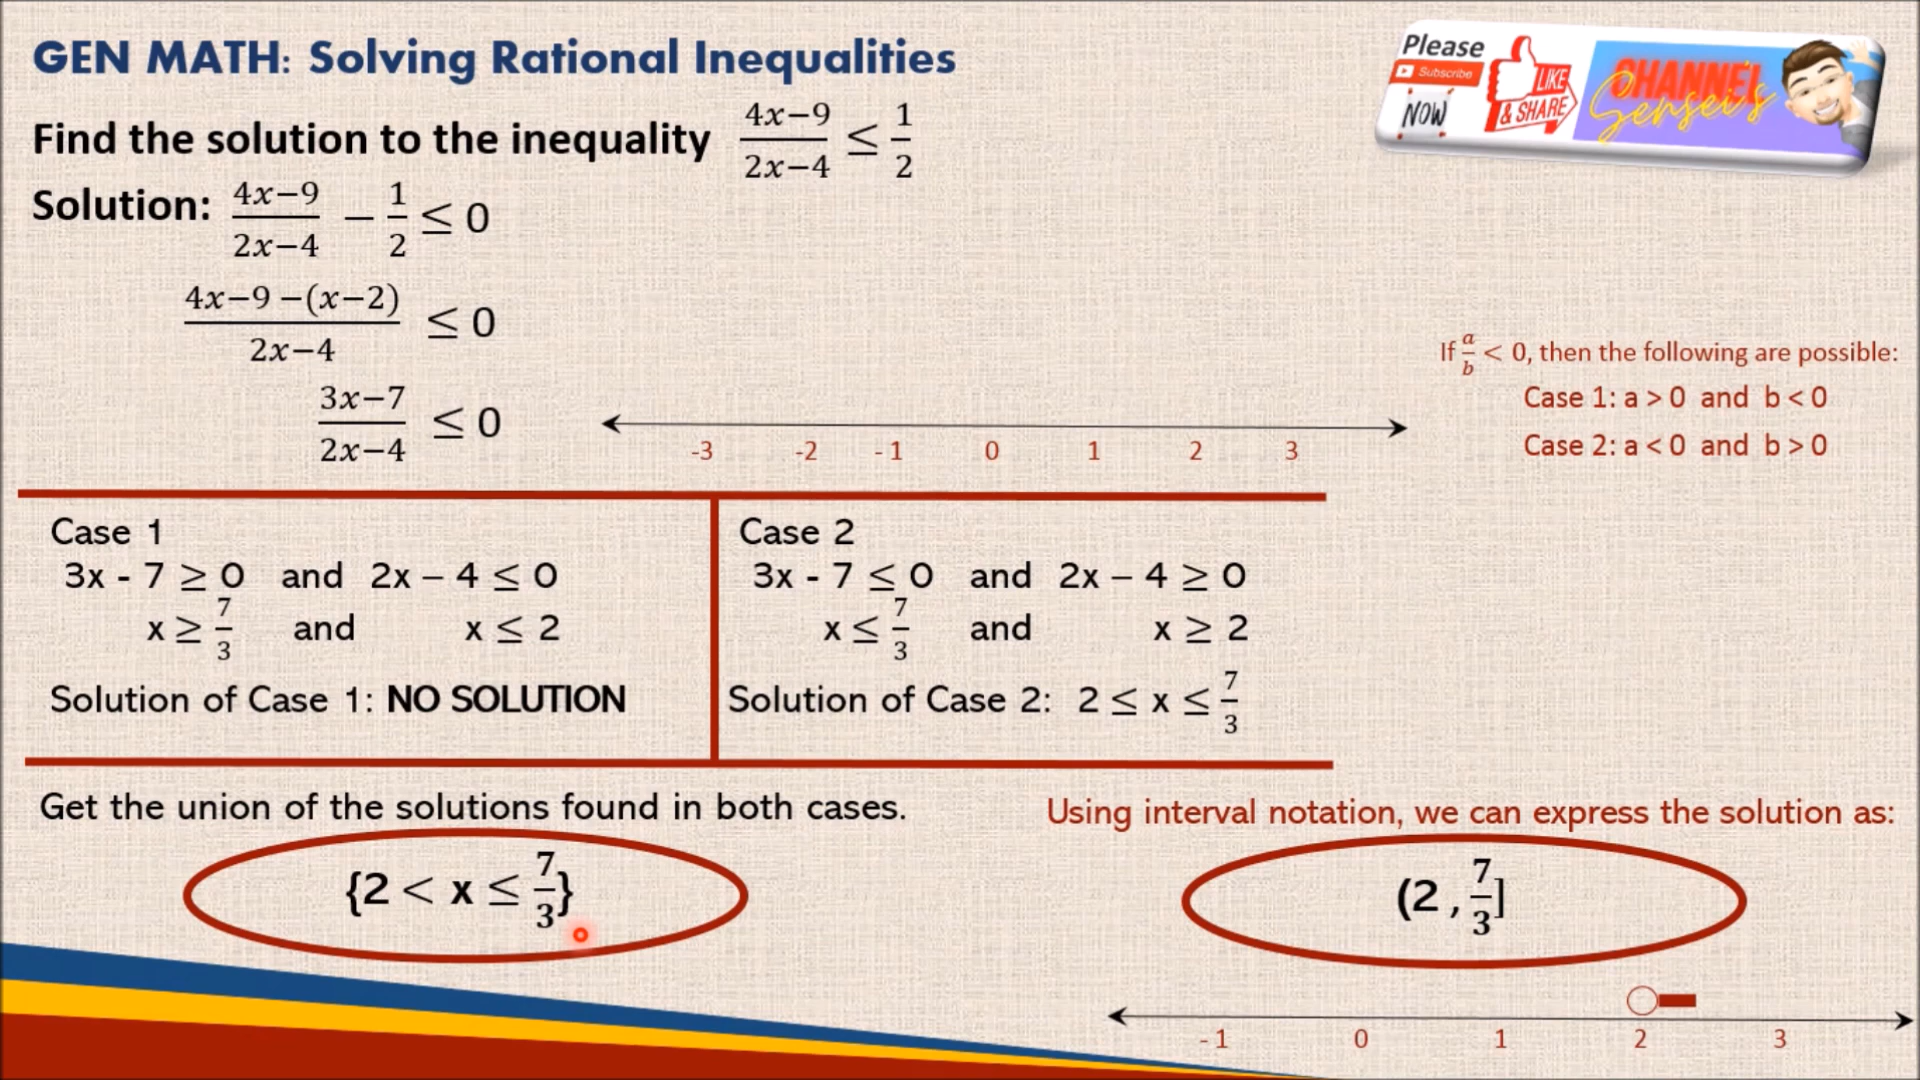 GEN MATH: Solving Rational Inequalities
Please
Subscribe
NOW
LIKE
& SHARE
CHANNEL
Sensei's
Find the solution to the inequality (4x−9)/(2x−4) ≤ 1/2
Solution: (4x−9)/(2x−4) − 1/2 ≤ 0
(4x−9 −(x−2))/(2x−4) ≤ 0
(3x−7)/(2x−4) ≤ 0
-3 -2 - 1 0 1 2 3
If a/b < 0, then the following are possible:
Case 1: a > 0 and b < 0
Case 2: a < 0 and b > 0
Case 1
3x - 7 ≥ 0 and 2x – 4 ≤ 0
x ≥ 7/3 and x ≤ 2
Solution of Case 1: NO SOLUTION
Case 2
3x - 7 ≤ 0 and 2x – 4 ≥ 0
x ≤ 7/3 and x ≥ 2
Solution of Case 2: 2 ≤ x ≤ 7/3
Get the union of the solutions found in both cases.
{2 < x ≤ 7/3}
Using interval notation, we can express the solution as:
(2 , 7/3]
- 1 0 1 2 3